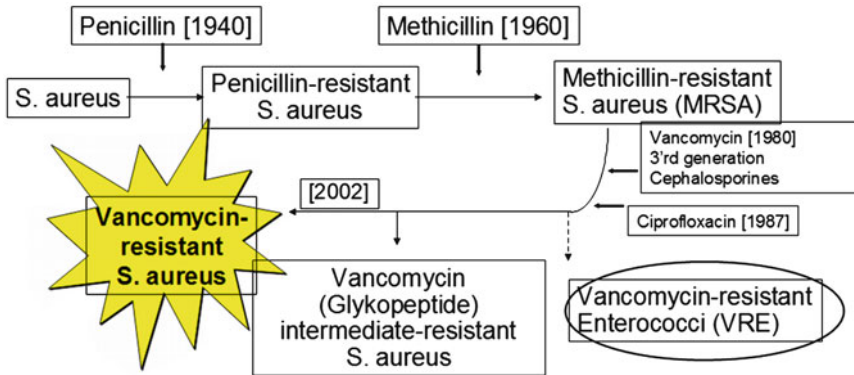 Penicillin [1940]
Methicillin [1960]
S. aureus
Penicillin-resistant
S. aureus
Methicillin-resistant
S. aureus (MRSA)
Vancomycin [1980]
3'rd generation
Cephalosporines
Ciprofloxacin [1987]
[2002]
Vancomycin-
resistant
S. aureus
Vancomycin
(Glykopeptide)
intermediate-resistant
S. aureus
Vancomycin-resistant
Enterococci (VRE)